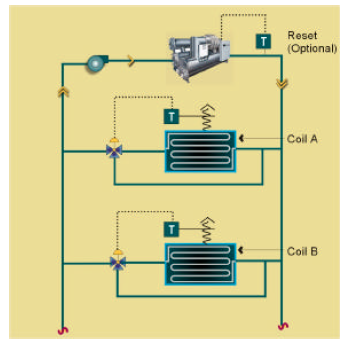 T
Reset
(Optional)
T
Coil A
T
Coil B